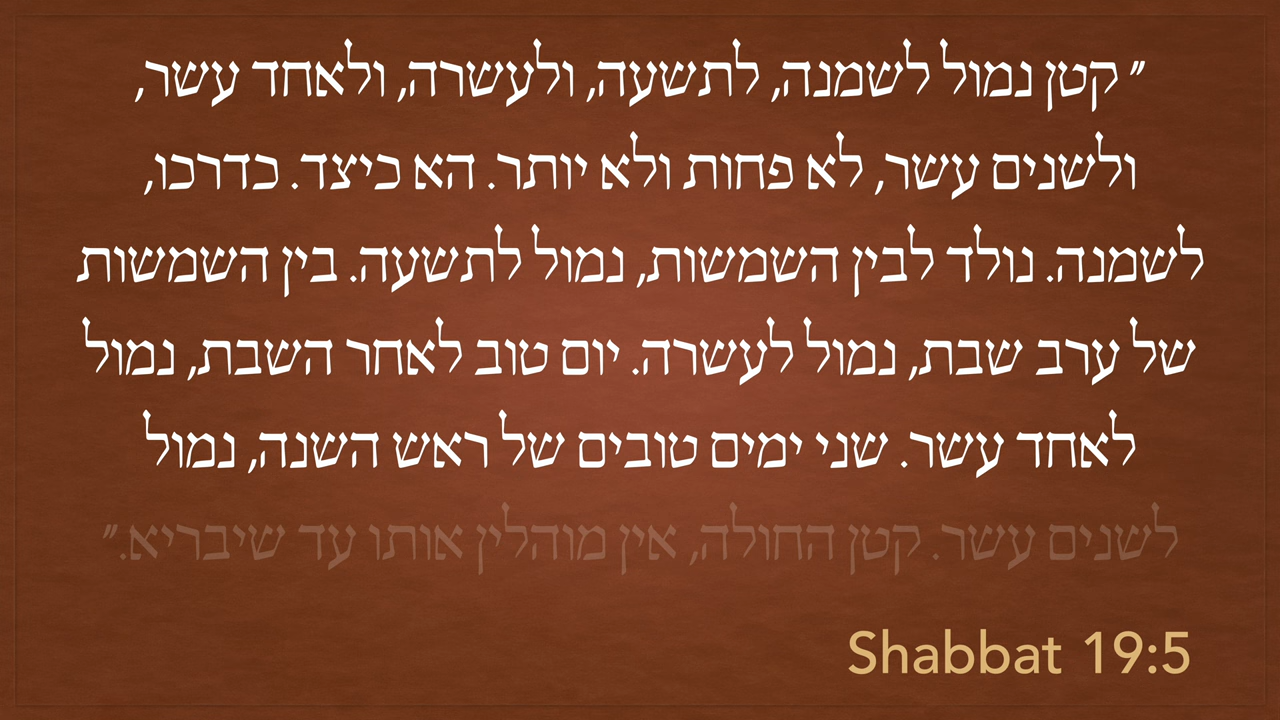 "קטן נמול לשמנה, לתשעה, ולעשרה, ולאחד עשר,
ולשנים עשר, לא פחות ולא יותר. הא כיצד. כדרכו,
לשמנה. נולד לבין השמשות, נמול לתשעה. בין השמשות
של ערב שבת, נמול לעשרה. יום טוב לאחר השבת, נמול
לאחד עשר. שני ימים טובים של ראש השנה, נמול
לשנים עשר. קטן החולה, אין מוהלין אותו עד שיבריא."
Shabbat 19:5